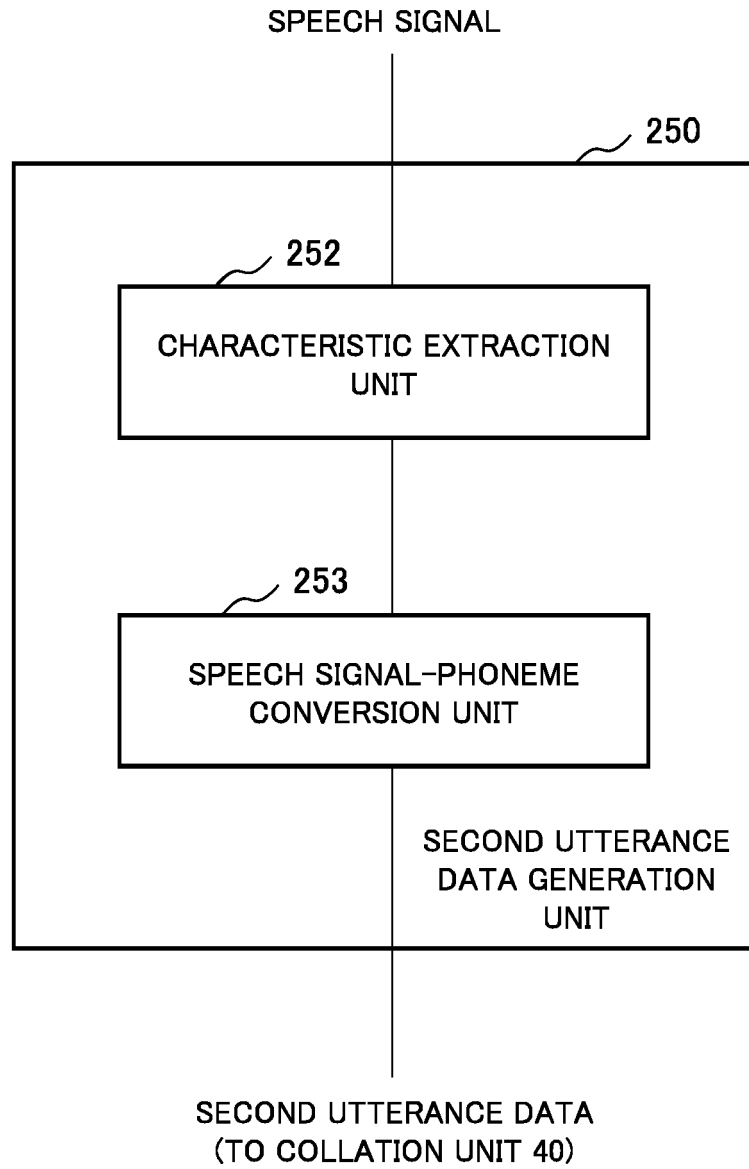 SPEECH SIGNAL
250
252
CHARACTERISTIC EXTRACTION
UNIT
253
SPEECH SIGNAL-PHONEME
CONVERSION UNIT
SECOND UTTERANCE
DATA GENERATION
UNIT
SECOND UTTERANCE DATA
(TO COLLATION UNIT 40)